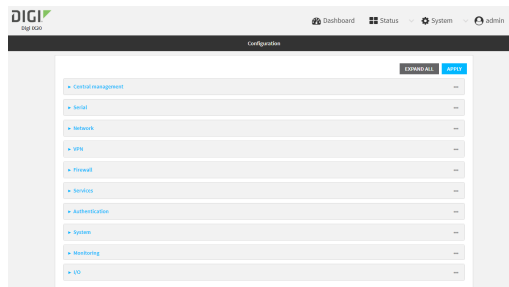 DIGI
Digi IX30
Dashboard Status System admin
Configuration
EXPAND ALL APPLY
Central management
Serial
Network
VPN
Firewall
Services
Authentication
System
Monitoring
I/O